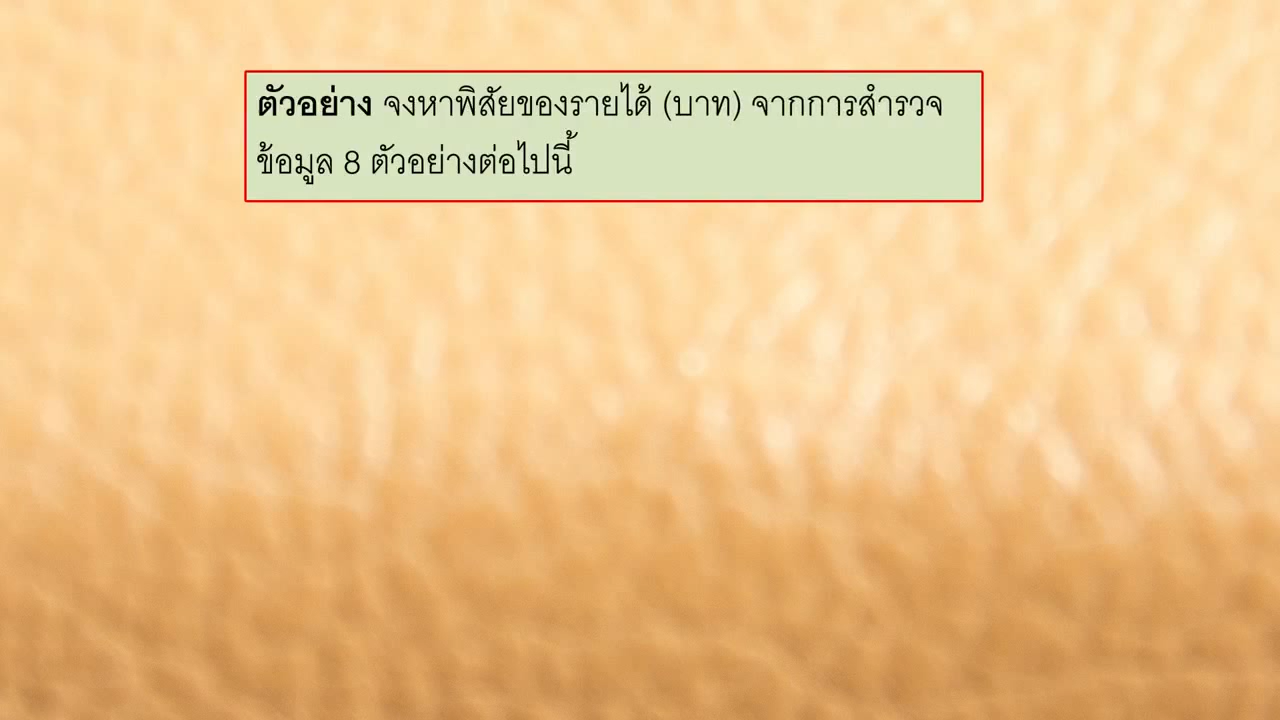 ตัวอย่าง จงหาพิสัยของรายได้ (บาท) จากการสำรวจ
ข้อมูล 8 ตัวอย่างต่อไปนี้